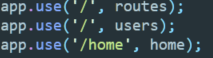 app.use('/', routes);
app.use('/', users);
app.use('/home', home);